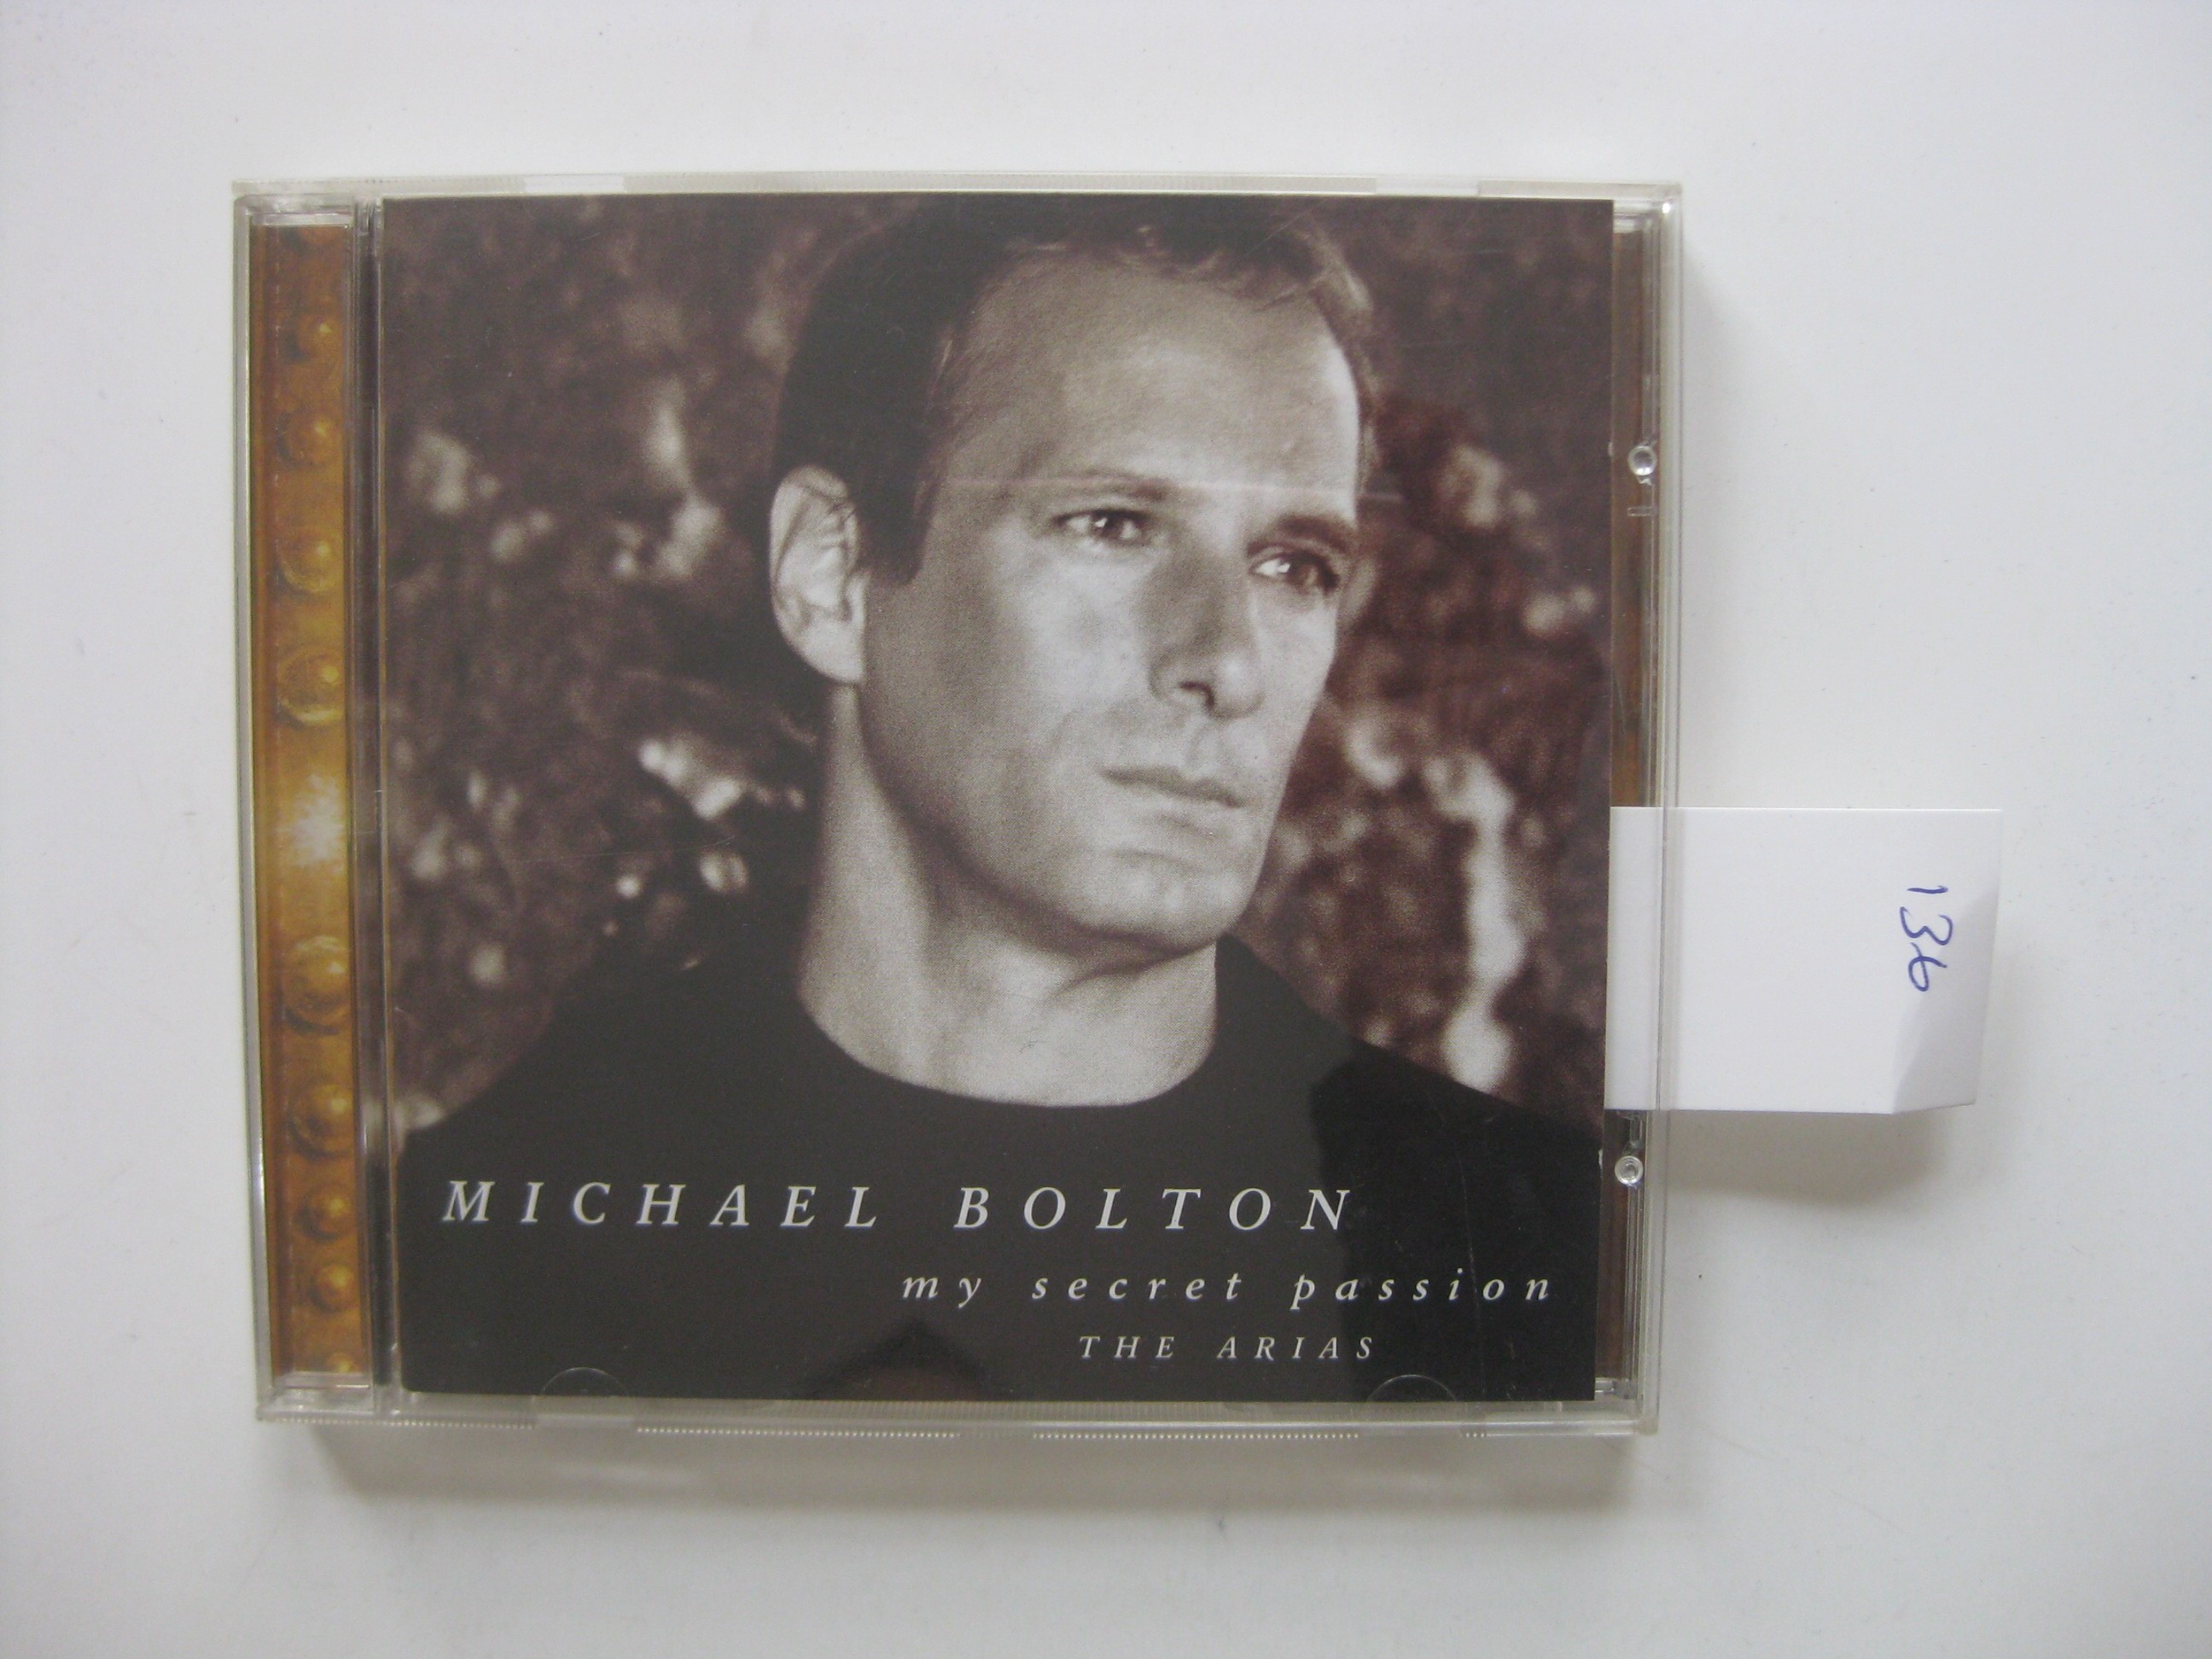 MICHAEL BOLTON
my secret passion
THE ARIAS
136